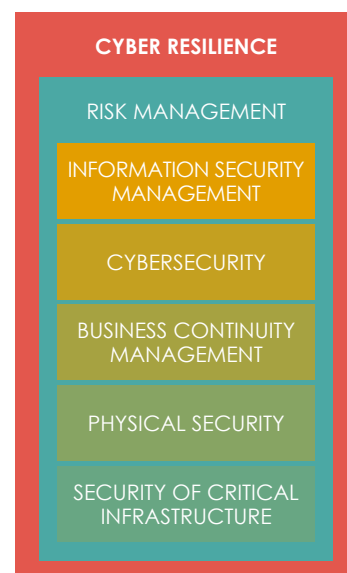 CYBER RESILIENCE
RISK MANAGEMENT
INFORMATION SECURITY
MANAGEMENT
CYBERSECURITY
BUSINESS CONTINUITY
MANAGEMENT
PHYSICAL SECURITY
SECURITY OF CRITICAL
INFRASTRUCTURE